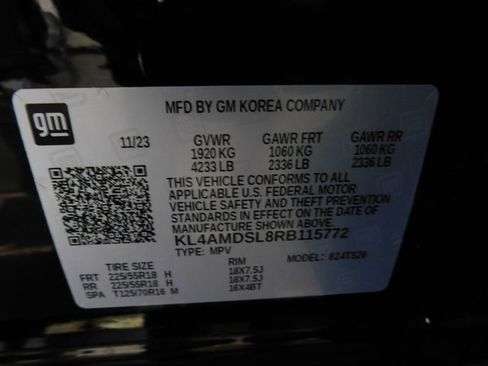 gm
MFD BY GM KOREA COMPANY
11/23 GVWR GAWR FRT GAWR RR
1920 KG 1060 KG 1060 KG
4233 LB 2336 LB 2336 LB
THIS VEHICLE CONFORMS TO ALL
APPLICABLE U.S. FEDERAL MOTOR
VEHICLE SAFETY AND THEFT PREVENTION
STANDARDS IN EFFECT ON THE DATE OF
MANUFACTURE SHOWN ABOVE.
KL4AMDSL8RB115772
TYPE: MPV MODEL: 824TS26
TIRE SIZE RIM
FRT 225/55R18 H 18X7.5J
RR 225/55R18 H 18X7.5J
SPA T125/70R16 M 16X4BT